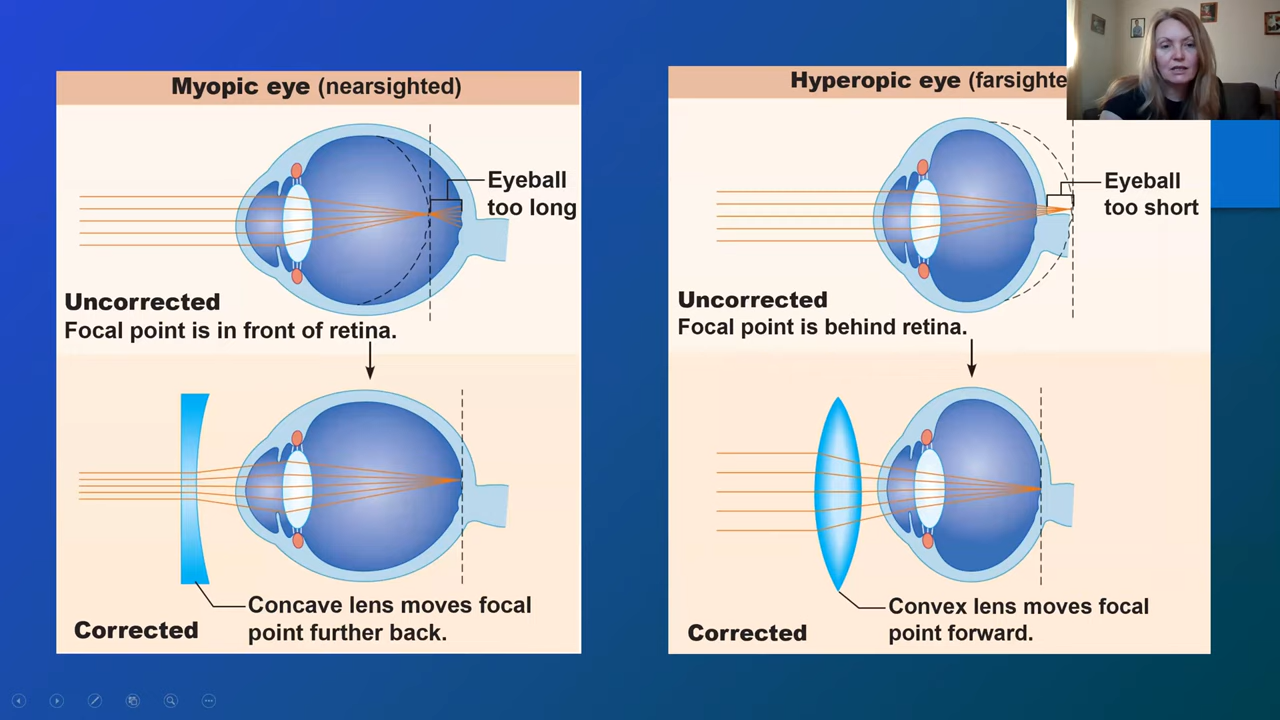 Myopic eye (nearsighted)
Eyeball
too long
Uncorrected
Focal point is in front of retina.
Concave lens moves focal
point further back.
Corrected
Hyperopic eye (farsighte
Eyeball
too short
Uncorrected
Focal point is behind retina.
Convex lens moves focal
point forward.
Corrected